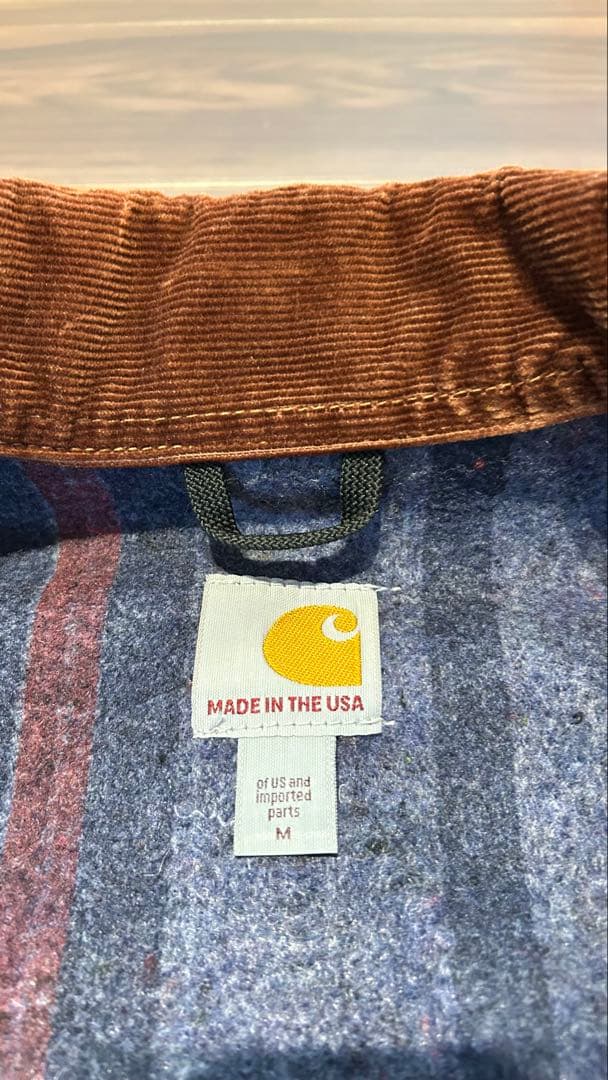 MADE IN THE USA
of US and
imported
parts
M